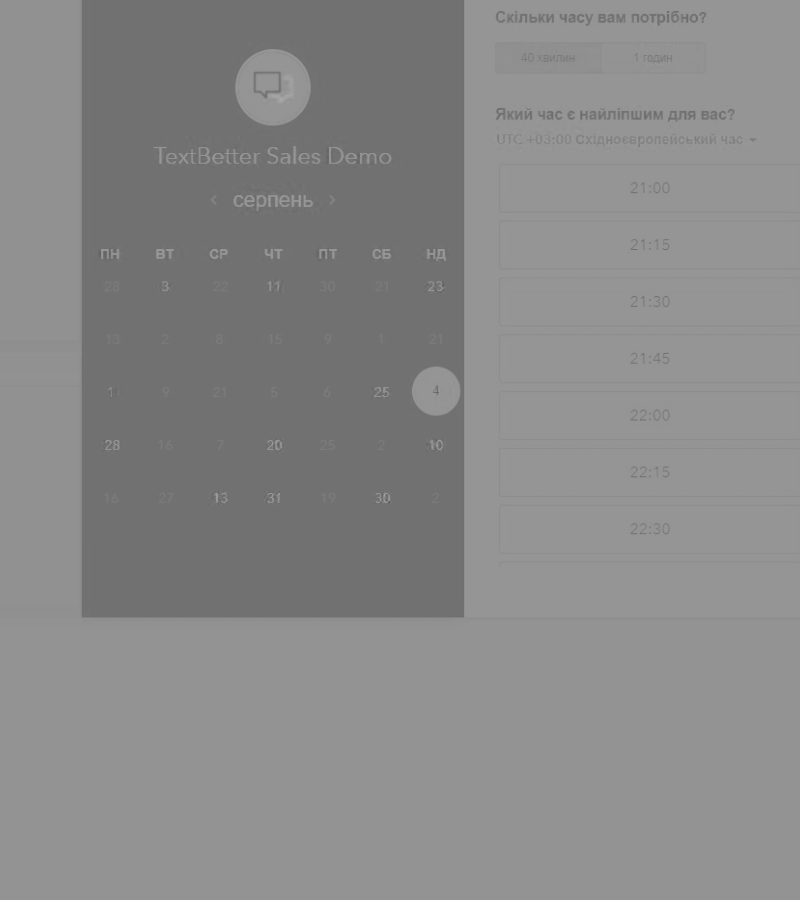 TextBetter Sales Demo
серпень
ПН ВТ СР ЧТ ПТ СБ НД
28 3 22 11 30 21 23
13 2 8 15 9 1 21
1 9 21 5 6 25 4
28 16 7 20 25 2 10
16 27 13 31 19 30 2
Скільки часу вам потрібно?
40 хвилин 1 годин
Який час є найліпшим для вас?
UTC +03:00 Східноєвропейський час
21:00
21:15
21:30
21:45
22:00
22:15
22:30